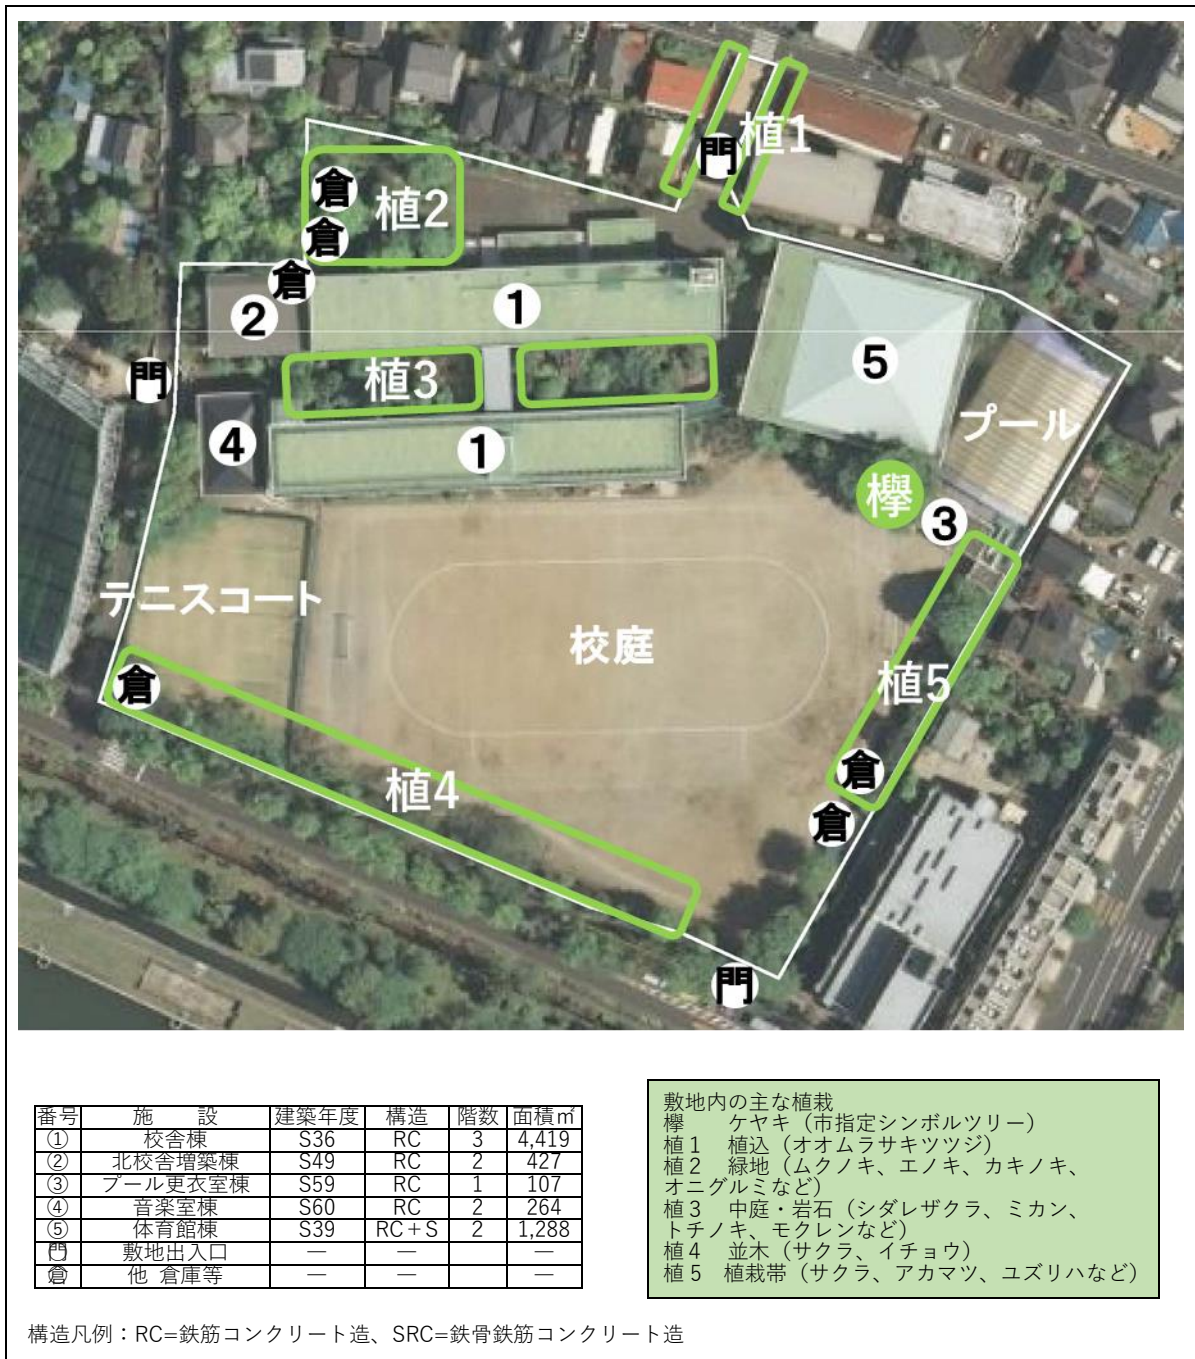 植1
門
倉
植2
倉
倉
②
①
⑤
門
植3
④
①
プール
欅
③
テニスコート
校庭
倉
植5
植4
倉
倉
門
番号 施 設 建築年度 構造 階数 面積㎡
① 校舎棟 S36 RC 3 4,419
② 北校舎増築棟 S49 RC 2 427
③ プール更衣室棟 S59 RC 1 107
④ 音楽室棟 S60 RC 2 264
⑤ 体育館棟 S39 RC+S 2 1,288
門 敷地出入口 ― ― ―
倉 他 倉庫等 ― ― ―
敷地内の主な植栽
欅 ケヤキ（市指定シンボルツリー）
植１ 植込（オオムラサキツツジ）
植２ 緑地（ムクノキ、エノキ、カキノキ、
オニグルミなど）
植３ 中庭・岩石（シダレザクラ、ミカン、
トチノキ、モクレンなど）
植４ 並木（サクラ、イチョウ）
植５ 植栽帯（サクラ、アカマツ、ユズリハなど）
構造凡例：RC=鉄筋コンクリート造、SRC=鉄骨鉄筋コンクリート造